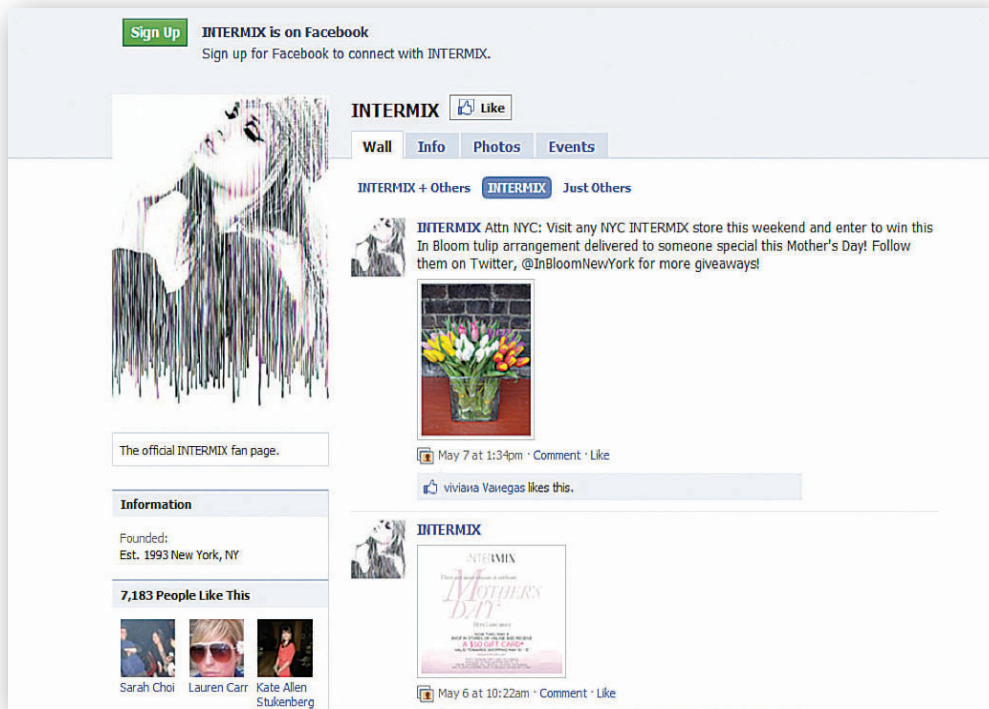 Sign Up
INTERMIX is on Facebook
Sign up for Facebook to connect with INTERMIX.
INTERMIX
Like
Wall Info Photos Events
INTERMIX + Others INTERMIX Just Others
INTERMIX Attn NYC: Visit any NYC INTERMIX store this weekend and enter to win this
In Bloom tulip arrangement delivered to someone special this Mother's Day! Follow
them on Twitter, @InBloomNewYork for more giveaways!
May 7 at 1:34pm · Comment · Like
viviana Vanegas likes this.
The official INTERMIX fan page.
Information
Founded:
Est. 1993 New York, NY
7,183 People Like This
Sarah Choi Lauren Carr Kate Allen
Stukenberg
INTERMIX
INTERMIX
MOTHER'S
DAY
A $50 GIFT CARD*
May 6 at 10:22am · Comment · Like